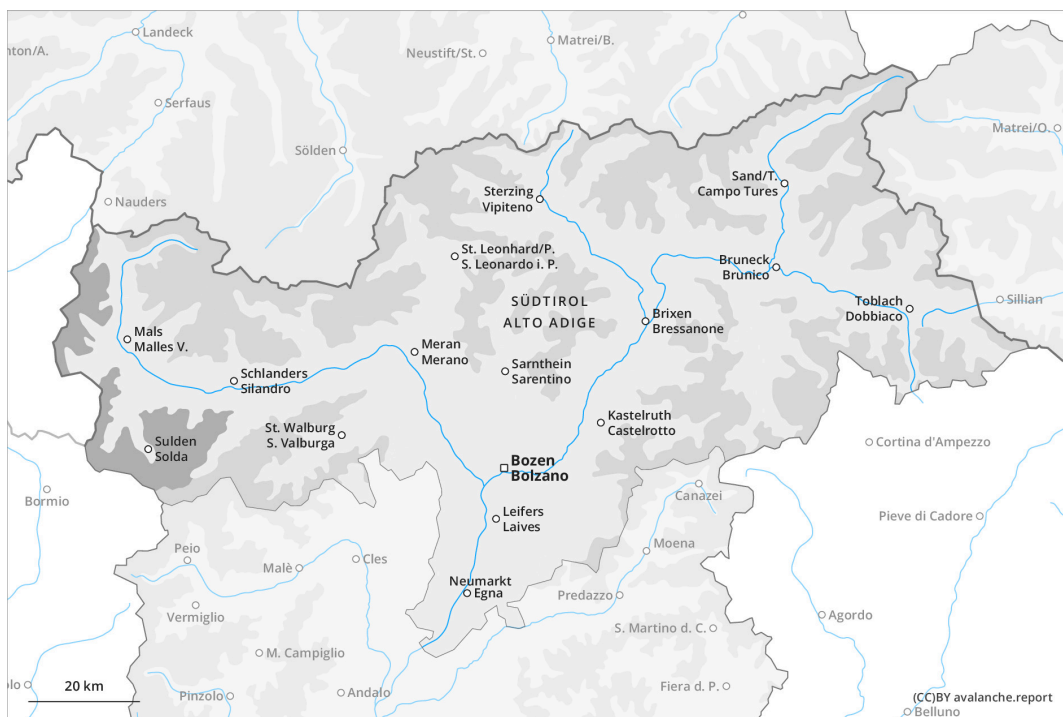 Landeck
nton/A.
Neustift/St.
Matrei/B.
Serfaus
Matrei/O.
Sölden
Sand/T.
Campo Tures
Sterzing
Vipiteno
Nauders
St. Leonhard/P.
S. Leonardo i. P.
Bruneck
Brunico
SÜDTIROL
ALTO ADIGE
Toblach
Dobbiaco
Sillian
Brixen
Bressanone
Mals
Malles V.
Meran
Merano
Sarnthein
Sarentino
Schlanders
Silandro
Kastelruth
Castelrotto
St. Walburg
S. Valburga
Sulden
Solda
Cortina d'Ampezzo
Bozen
Bolzano
Bormio
Canazei
Leifers
Laives
Pieve di Cadore
Moena
Peio
Cles
Malè
Neumarkt
Egna
Predazzo
Vermiglio
Agordo
S. Martino d. C.
M. Campiglio
olo
20 km
Pinzolo
Andalo
Fiera d. P.
(CC)BY avalanche.report
Belluno